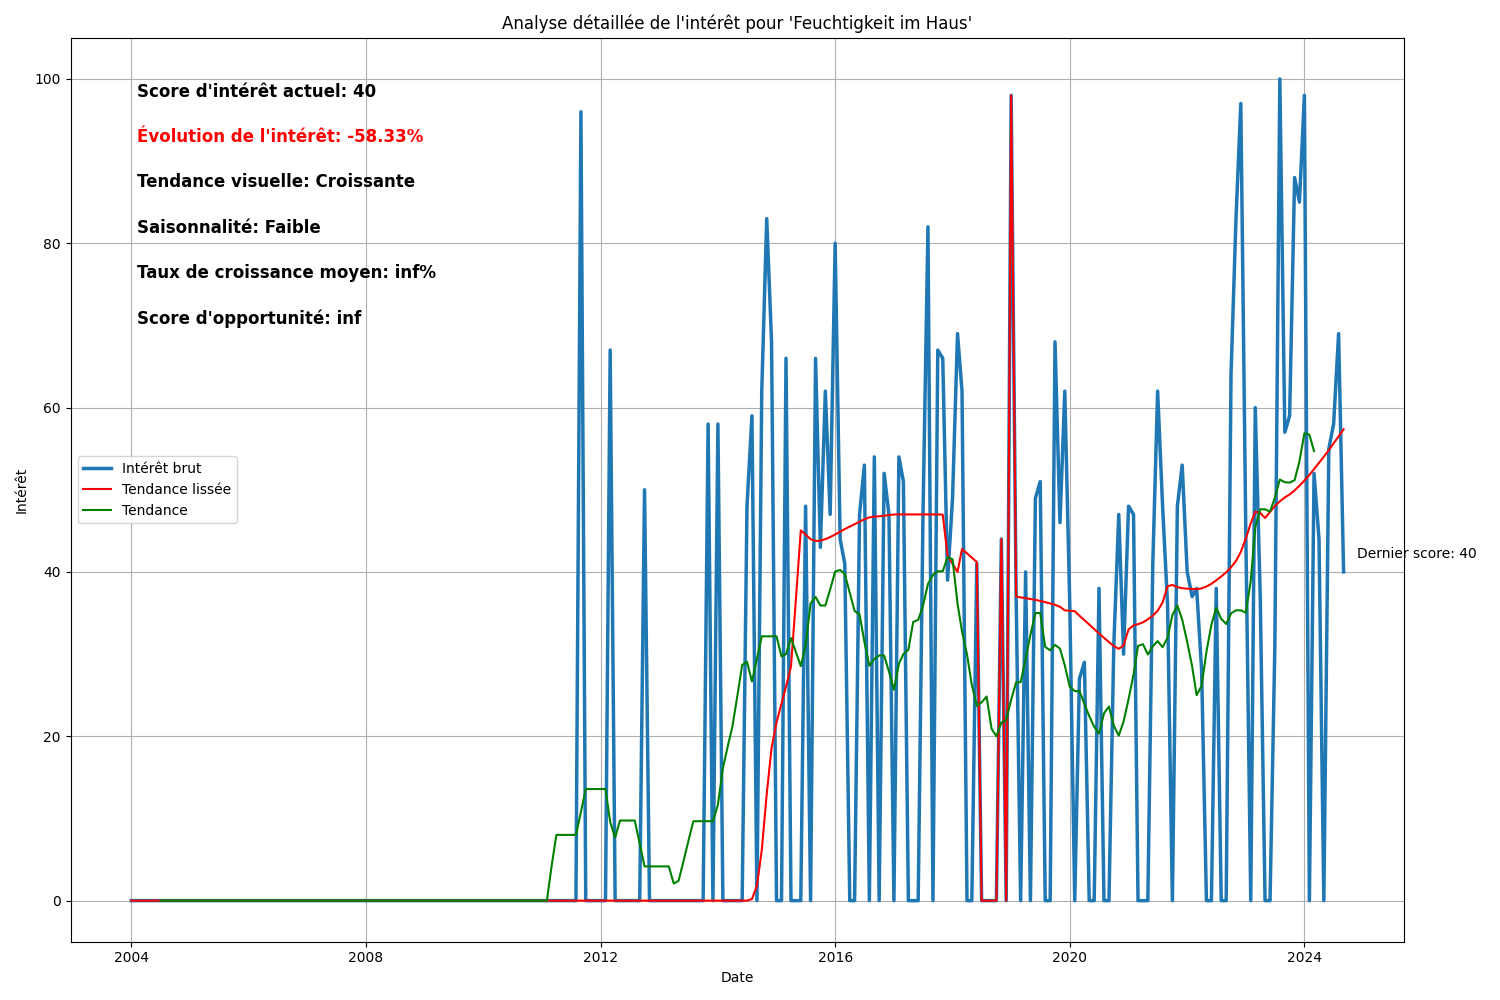 Analyse détaillée de l'intérêt pour 'Feuchtigkeit im Haus'
100
80
60
40
20
0
Intérêt
Score d'intérêt actuel: 40
Évolution de l'intérêt: -58.33%
Tendance visuelle: Croissante
Saisonnalité: Faible
Taux de croissance moyen: inf%
Score d'opportunité: inf
Intérêt brut
Tendance lissée
Tendance
Dernier score: 40
2004 2008 2012 2016 2020 2024
Date